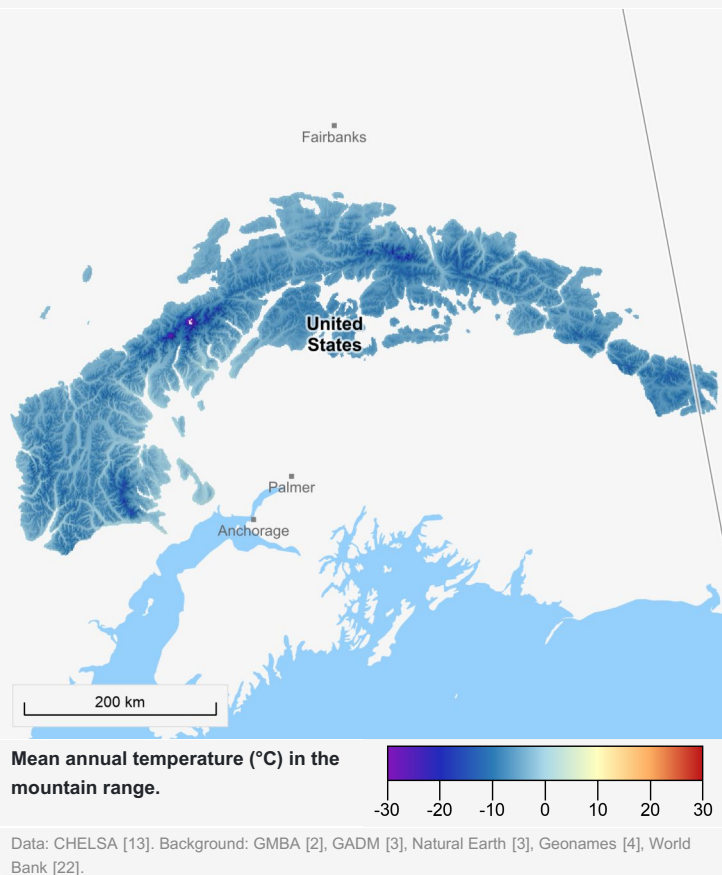 Fairbanks
United
States
Palmer
Anchorage
200 km
Mean annual temperature (°C) in the
mountain range.
-30 -20 -10 0 10 20 30
Data: CHELSA [13]. Background: GMBA [2], GADM [3], Natural Earth [3], Geonames [4], World
Bank [22].